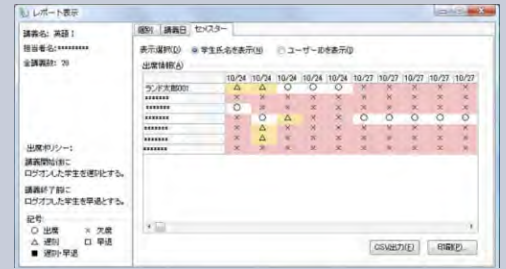 レポート表示
講義名: 英語 I
担当者名:*********
全講義数: 20
出席ポリシー:
講義開始後に
ログオンした学生を遅刻とする。
講義終了前に
ログオフした学生を早退とする。
記号:
○ 出席 × 欠席
△ 遅刻 □ 早退
■ 遅刻・早退
個別 講義日 セメスター
表示選択(D) 学生氏名を表示(N) ユーザーIDを表示(I)
出席情報(A)
10/24 10/24 10/24 10/24 10/24 10/27 10/27 10/27 10/27 10/27
ランド太郎001 △ △ ○ ○ ○ × × × × ×
******* × × × × × × × × × ×
******* ○ × × × × × × × × ×
******* × ○ △ × × ○ ○ ○ ○ ○
******* × △ × × × × × × × ×
******* × △ × × × × × × × ×
******* × × × × × × × × × ×
CSV出力(F) 印刷(P)...